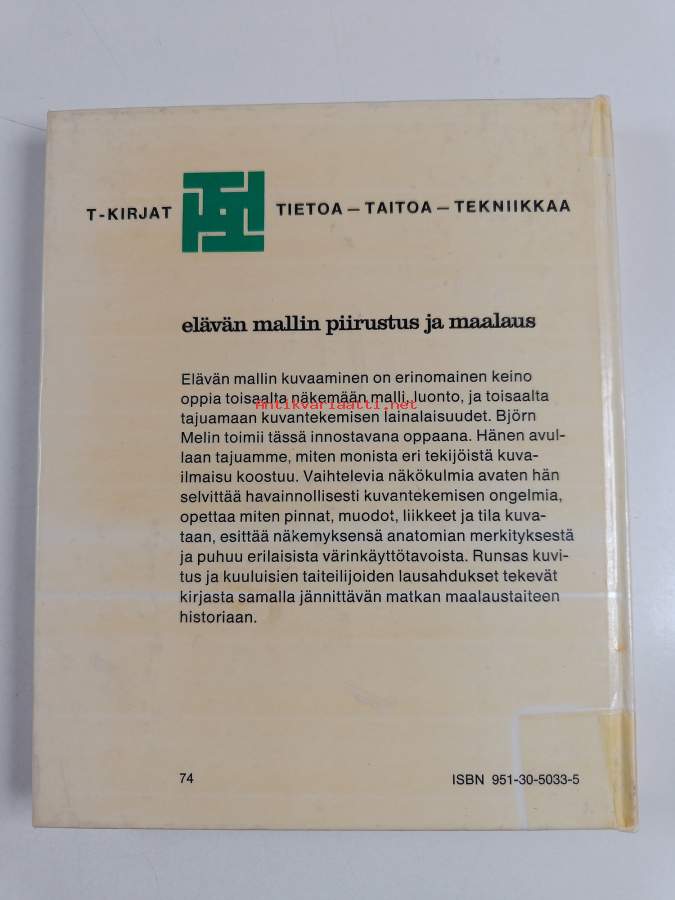 T-KIRJAT
TIETOA – TAITOA – TEKNIIKKAA
elävän mallin piirustus ja maalaus
Elävän mallin kuvaaminen on erinomainen keino
oppia toisaalta näkemään malli, luonto, ja toisaalta
Antikvariaatti.net
tajuamaan kuvantekemisen lainalaisuudet. Björn
Melin toimii tässä innostavana oppaana. Hänen avul-
laan tajuamme, miten monista eri tekijöistä kuva-
ilmaisu koostuu. Vaihtelevia näkökulmia avaten hän
selvittää havainnollisesti kuvantekemisen ongelmia,
opettaa miten pinnat, muodot, liikkeet ja tila kuva-
taan, esittää näkemyksensä anatomian merkityksestä
ja puhuu erilaisista värinkäyttötavoista. Runsas kuvi-
tus ja kuuluisien taiteilijoiden lausahdukset tekevät
kirjasta samalla jännittävän matkan maalaustaiteen
historiaan.
74
ISBN 951-30-5033-5